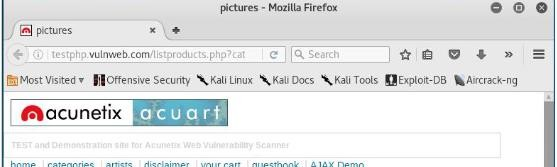 pictures - Mozilla Firefox
pictures
testphp.vulnweb.com/listproducts.php?cat
Search
Most Visited
Offensive Security
Kali Linux
Kali Docs
Kali Tools
Exploit-DB
Aircrack-ng
acunetix acuart
TEST and Demonstration site for Acunetix Web Vulnerability Scanner
home categories artists disclaimer your cart guestbook AJAX Demo